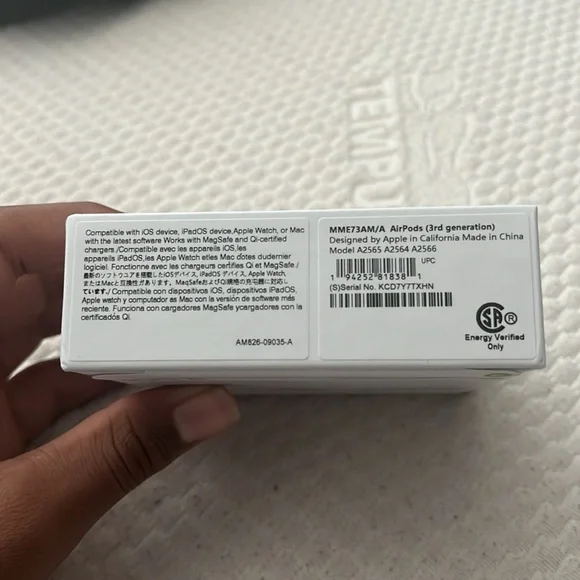 TEMPU
Compatible with iOS device, iPadOS device,Apple Watch, or Mac
with the latest software Works with MagSafe and Qi-certified
chargers./Compatible avec les appareils iOS,les
appareils iPadOS,les Apple Watch etles Mac dotes dudernier
logiciel. Fonctionne avec les chargeurs certifies Qi et MagSafe
/最新のソフトウエアを搭載したiOSデバイス, iPadOS デバイス, Apple Watch,
またはMacと互換性があります. MaqSafeおよびQi規格の充電器に対応し
ています./Compatible con dispositivos iOS, dispositivos iPadOS,
Apple watch y computador as Mac con la versión de software más
reciente. Funciona con cargadores MagSafe ycargadores con la
certificados Qi.
AM826-09035-A
MME73AM/A AirPods (3rd generation)
Designed by Apple in California Made in China
Model A2565 A2564 A2566
UPC
1 94252 81838 1
(S)Serial No. KCD7Y7TXHN
SA ®
Energy Verified
Only